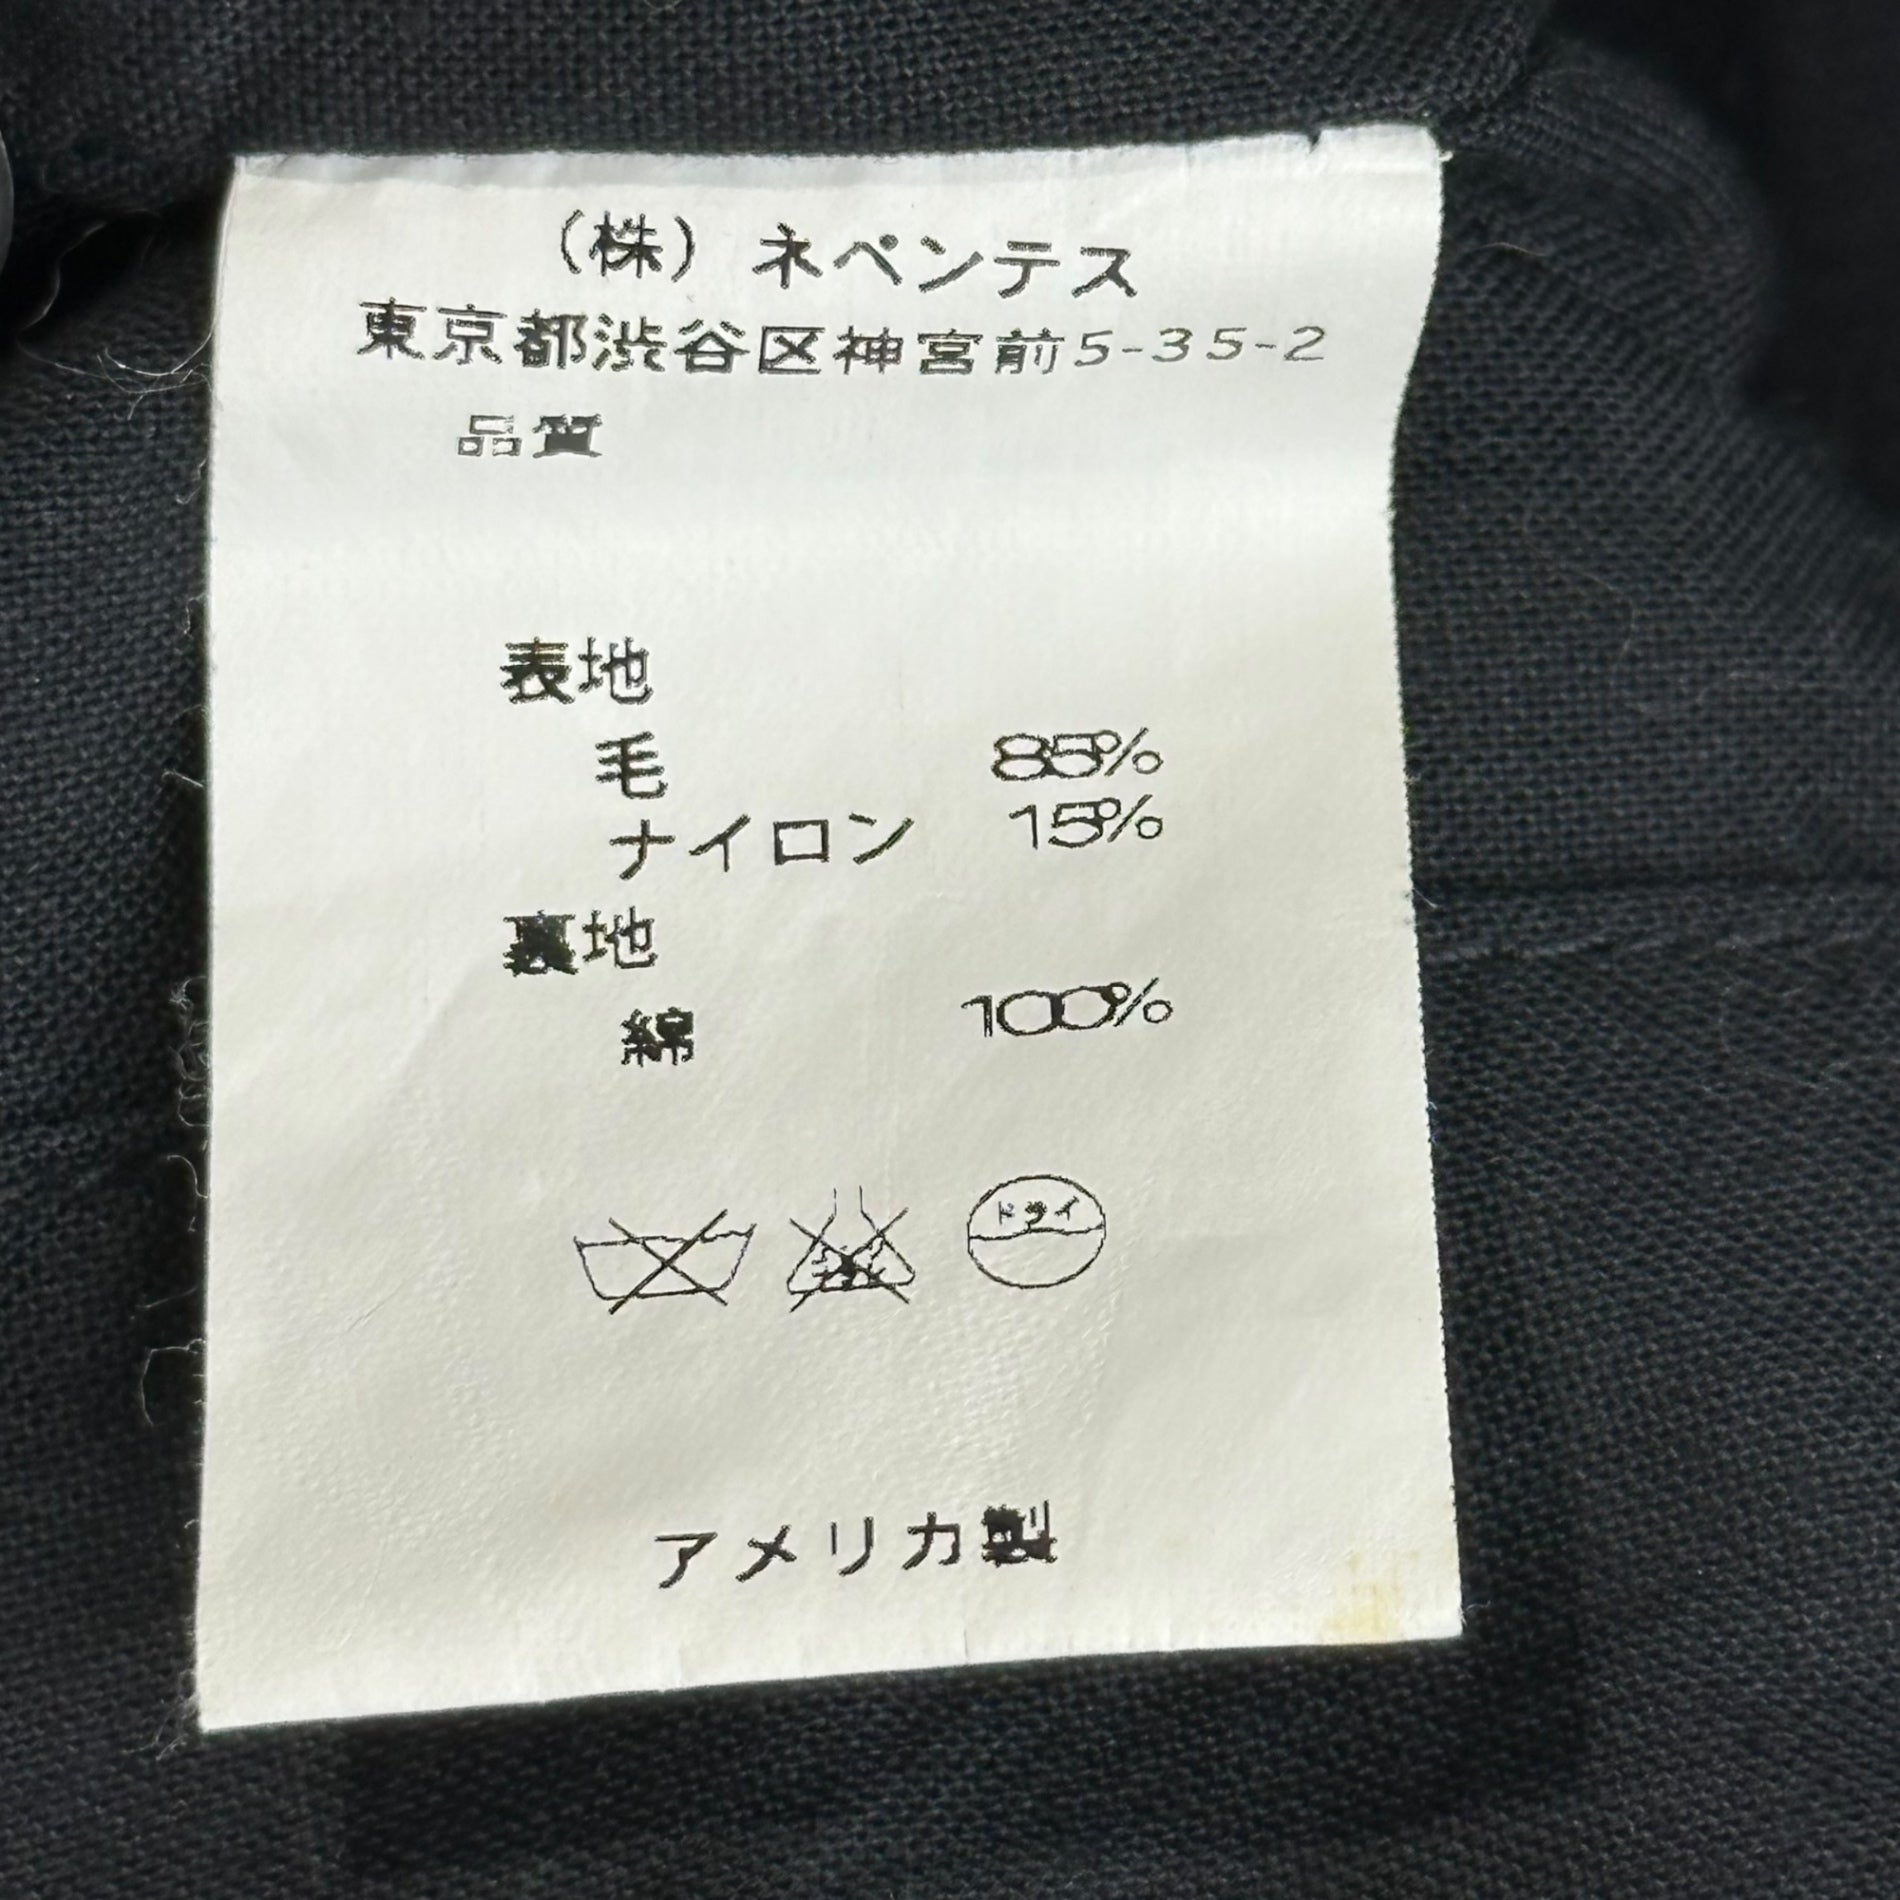 (株) ネペンテス
東京都渋谷区神宮前5-35-2
品質
表地
毛 85%
ナイロン 15%
裏地
綿 100%
ドライ
アメリカ製